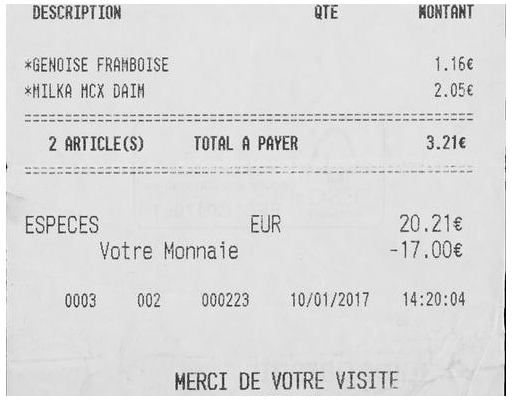 DESCRIPTION QTE MONTANT
*GENOISE FRAMBOISE 1.16€
*MILKA MCX DAIM 2.05€
2 ARTICLE(S) TOTAL A PAYER 3.21€
ESPECES EUR 20.21€
Votre Monnaie -17.00€
0003 002 000223 10/01/2017 14:20:04
MERCI DE VOTRE VISITE